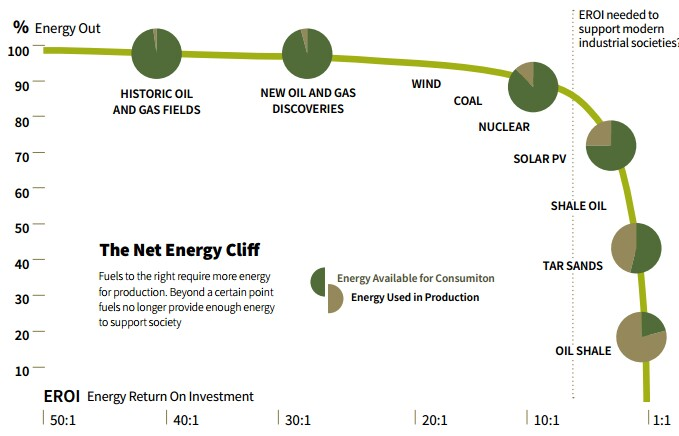 % Energy Out
EROI needed to
support modern
industrial societies?
100
90
80
70
60
50
40
30
20
10
HISTORIC OIL
AND GAS FIELDS
NEW OIL AND GAS
DISCOVERIES
WIND
COAL
NUCLEAR
SOLAR PV
SHALE OIL
TAR SANDS
OIL SHALE
The Net Energy Cliff
Fuels to the right require more energy
for production. Beyond a certain point
fuels no longer provide enough energy
to support society
Energy Available for Consumiton
Energy Used in Production
EROI Energy Return On Investment
50:1 40:1 30:1 20:1 10:1 1:1